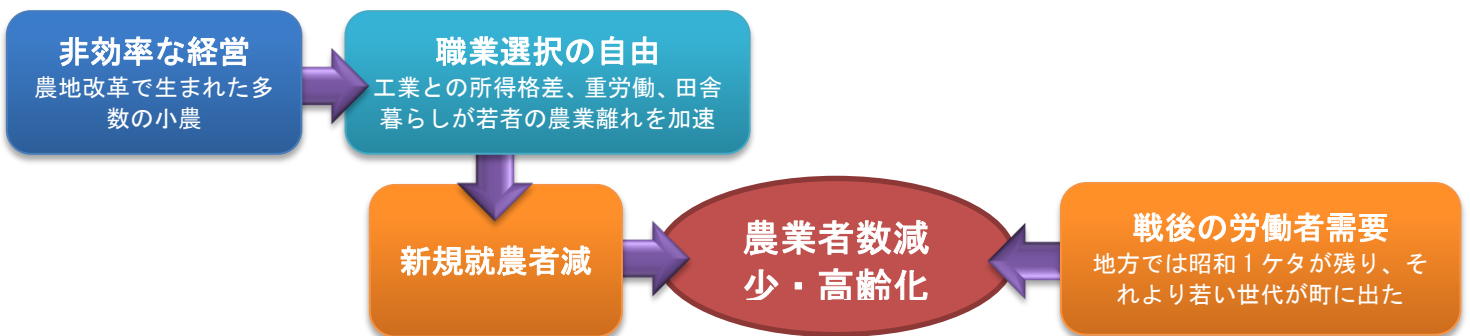 非効率な経営
農地改革で生まれた多
数の小農
職業選択の自由
工業との所得格差、重労働、田舎
暮らしが若者の農業離れを加速
新規就農者減
農業者数減
少・高齢化
戦後の労働者需要
地方では昭和１ケタが残り、そ
れより若い世代が町に出た